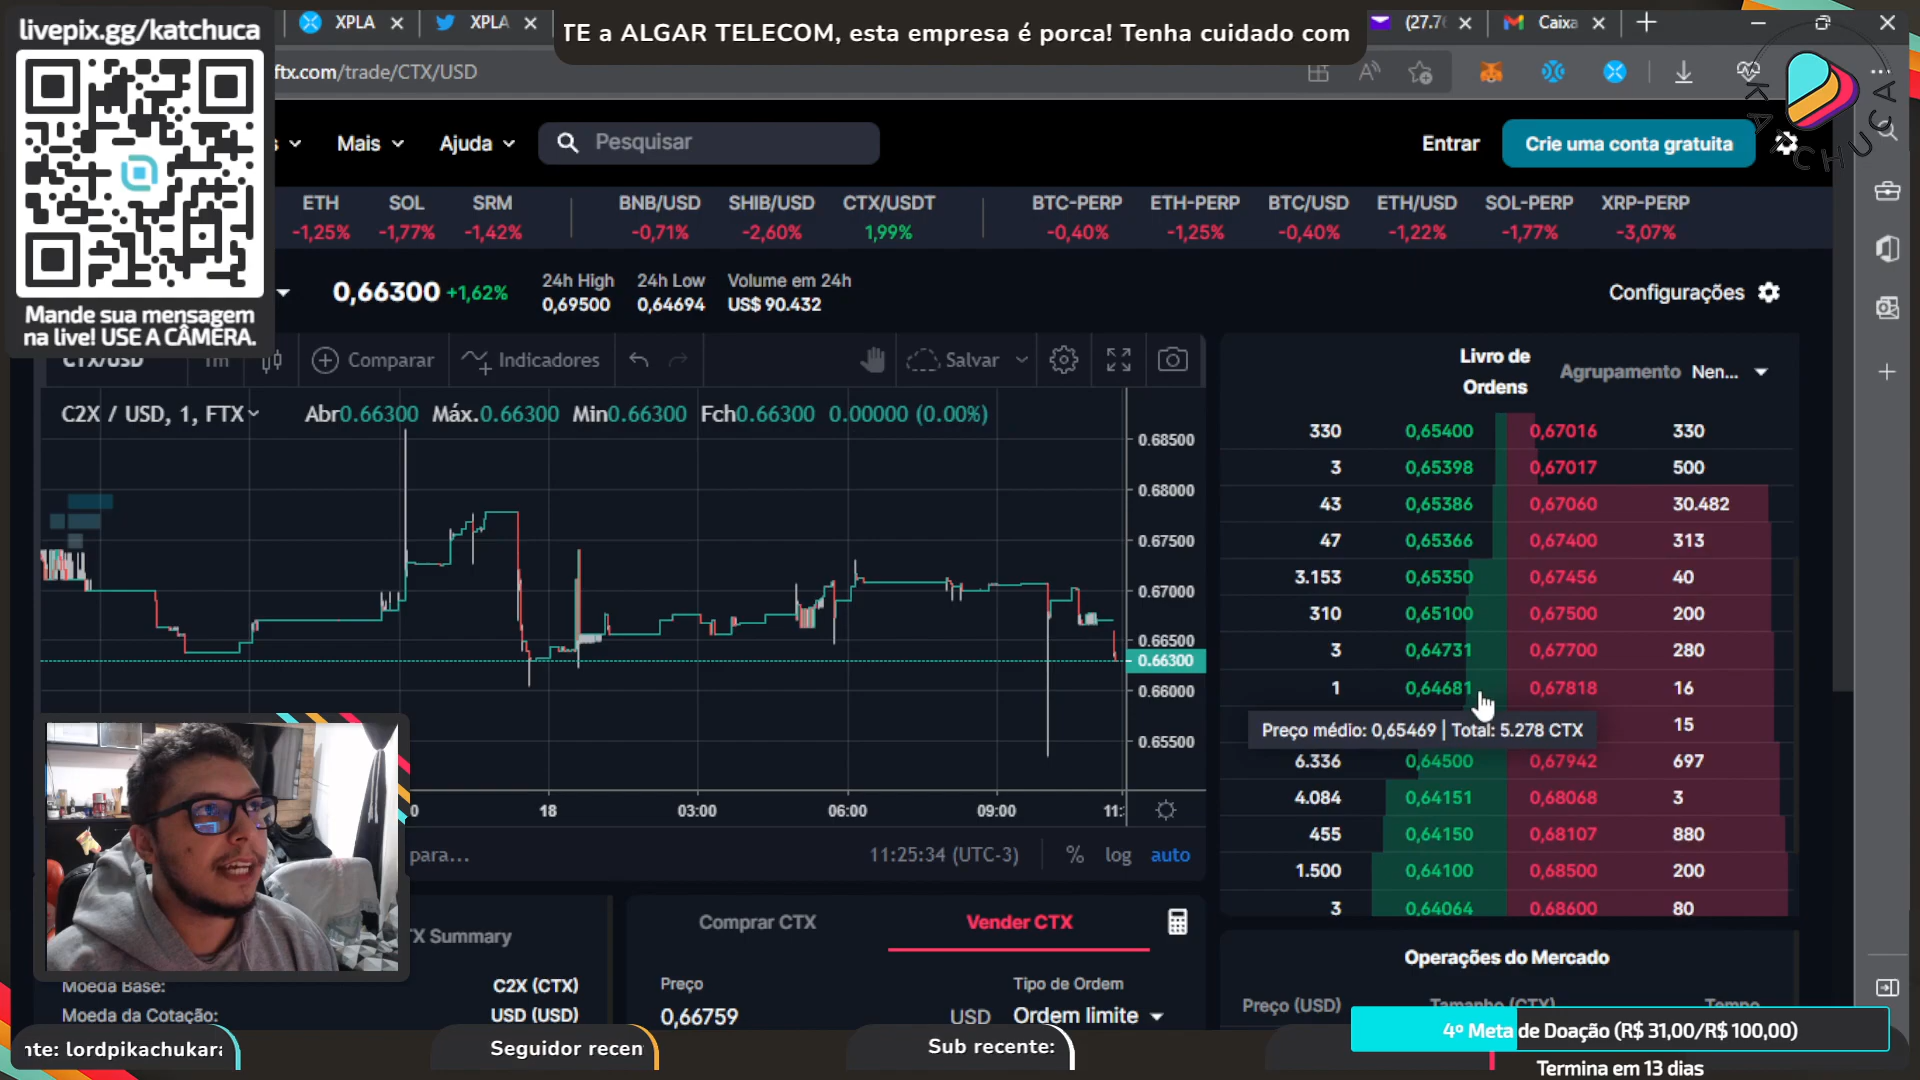 livepix.gg/katchuca
XPLA
XPLA
TE a ALGAR TELECOM, esta empresa é porca! Tenha cuidado com
(27.7
Caixa
ftx.com/trade/CTX/USD
KATCHUCA
s
Mais
Ajuda
Pesquisar
Entrar
Crie uma conta gratuita
ETH
SOL
SRM
BNB/USD
SHIB/USD
CTX/USDT
BTC-PERP
ETH-PERP
BTC/USD
ETH/USD
SOL-PERP
XRP-PERP
-1,25%
-1,77%
-1,42%
-0,71%
-2,60%
1,99%
-0,40%
-1,25%
-0,40%
-1,22%
-1,77%
-3,07%
Mande sua mensagem
na live! USE A CÂMERA.
0,66300 +1,62%
24h High
0,69500
24h Low
0,64694
Volume em 24h
US$ 90.432
Configurações
CTX/USD
1m
Comparar
Indicadores
Salvar
C2X / USD, 1, FTX
Abr0.66300 Máx.0.66300 Min0.66300 Fch0.66300 0.00000 (0.00%)
0.68500
0.68000
0.67500
0.67000
0.66500
0.66300
0.66000
0.65500
0
18
03:00
06:00
09:00
11:
para...
11:25:34 (UTC-3)
%
log
auto
Livro de
Ordens
Agrupamento Nen...
330 0,65400 0,67016 330
3 0,65398 0,67017 500
43 0,65386 0,67060 30.482
47 0,65366 0,67400 313
3.153 0,65350 0,67456 40
310 0,65100 0,67500 200
3 0,64731 0,67700 280
1 0,64681 0,67818 16
Preço médio: 0,65469 | Total: 5.278 CTX
15
6.336 0,64500 0,67942 697
4.084 0,64151 0,68068 3
455 0,64150 0,68107 880
1.500 0,64100 0,68500 200
3 0,64064 0,68600 80
X Summary
Moeda Base:
C2X (CTX)
Moeda da Cotação:
USD (USD)
Comprar CTX
Vender CTX
Preço
0,66759
USD
Tipo de Ordem
Ordem limite
Operações do Mercado
Preço (USD)
Tamanho (CTX)
Tempo
nte: lordpikachukara
Seguidor recen
Sub recente:
4º Meta de Doação (R$ 31,00/R$ 100,00)
Termina em 13 dias